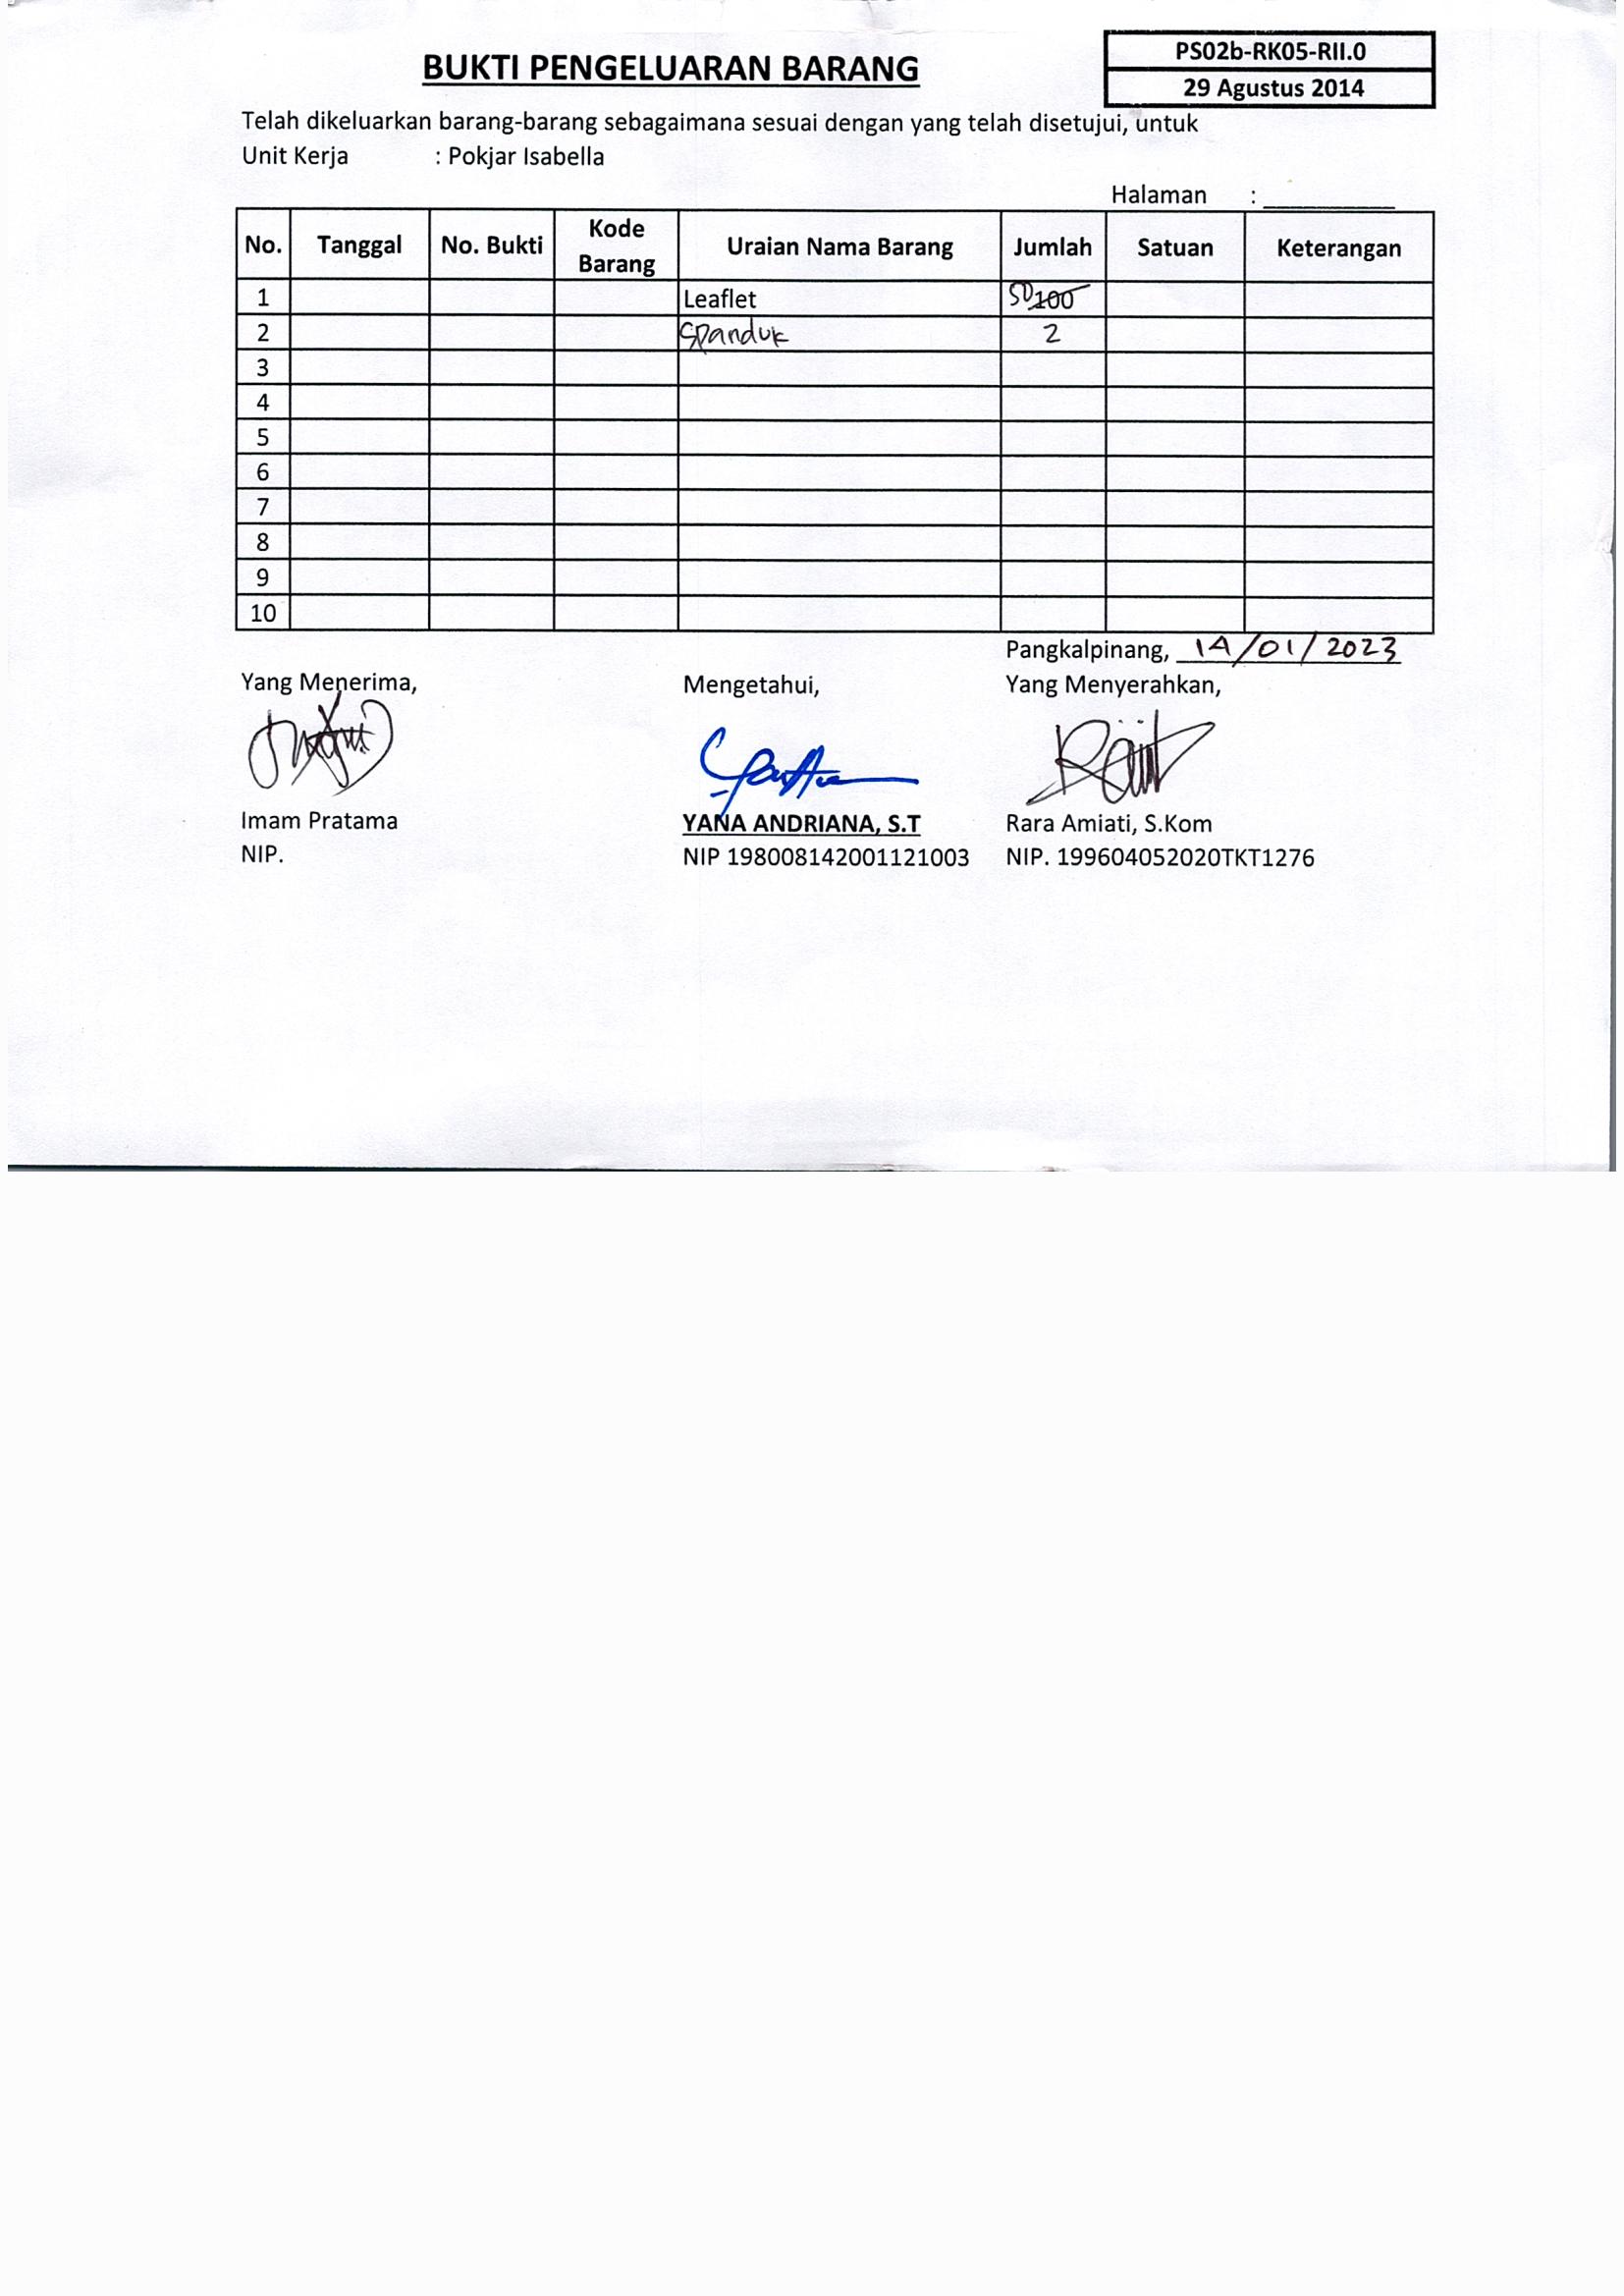 BUKTI PENGELUARAN BARANG
PS02b-RK05-RII.0
29 Agustus 2014
Telah dikeluarkan barang-barang sebagaimana sesuai dengan yang telah disetujui, untuk
Unit Kerja : Pokjar Isabella
Halaman : __________
No. Tanggal No. Bukti Kode Barang Uraian Nama Barang Jumlah Satuan Keterangan
1 Leaflet 50 100
2 Spanduk 2
3
4
5
6
7
8
9
10
Pangkalpinang, 14/01/2023
Yang Menerima, Mengetahui, Yang Menyerahkan,
Imam Pratama YANA ANDRIANA, S.T Rara Amiati, S.Kom
NIP. NIP 198008142001121003 NIP. 199604052020TKT1276